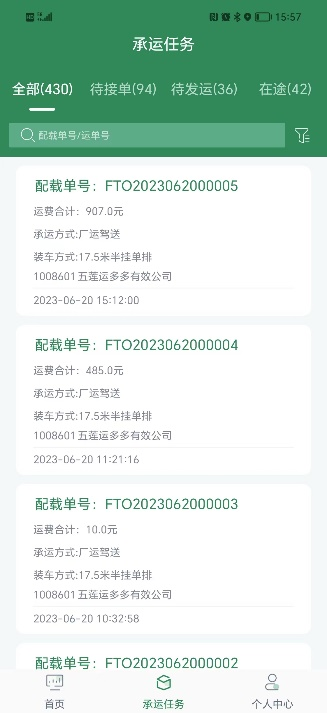 15:57
承运任务
全部(430) 待接单(94) 待发运(36) 在途(42)
配载单号/运单号
配载单号：FTO2023062000005
运费合计：907.0元
承运方式:厂运驾送
装车方式:17.5米半挂单排
1008601五莲运多多有效公司
2023-06-20 15:12:00
配载单号：FTO2023062000004
运费合计：485.0元
承运方式:厂运驾送
装车方式:17.5米半挂单排
1008601五莲运多多有效公司
2023-06-20 11:21:16
配载单号：FTO2023062000003
运费合计：10.0元
承运方式:厂运驾送
装车方式:17.5米半挂单排
1008601五莲运多多有效公司
2023-06-20 10:32:58
配载单号：FTO2023062000002
首页 承运任务 个人中心